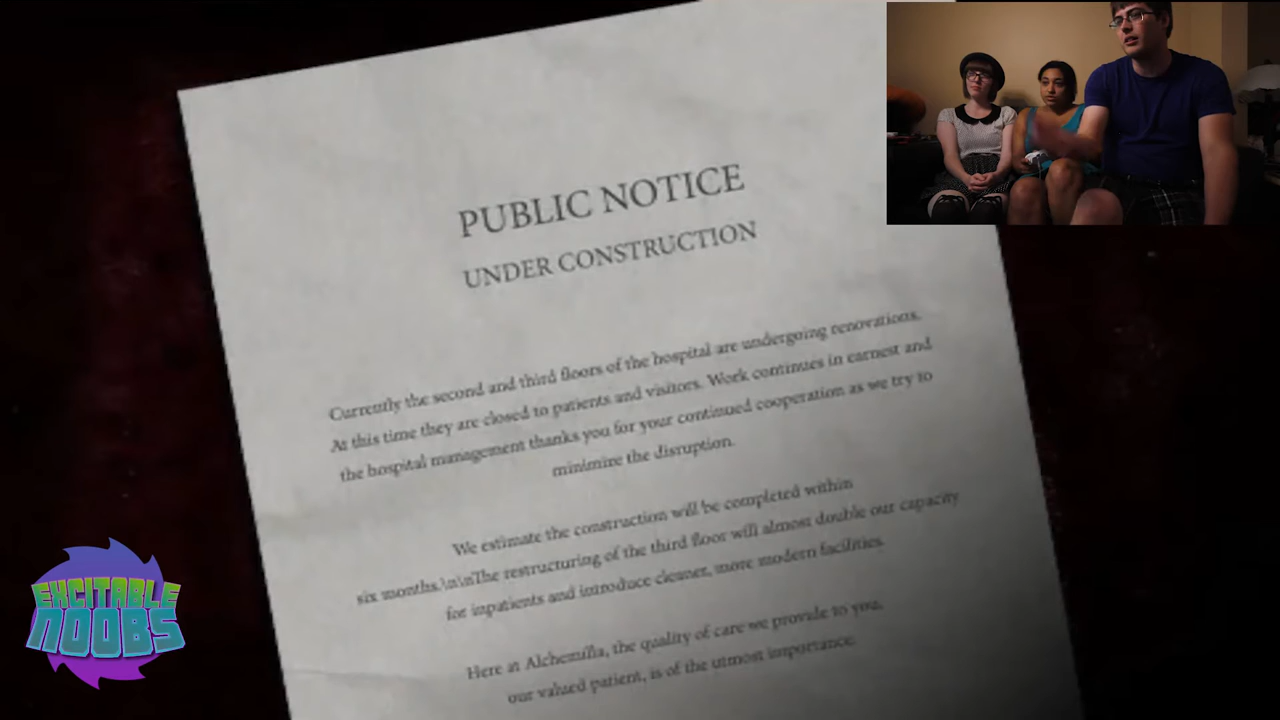 PUBLIC NOTICE
UNDER CONSTRUCTION
Currently the second and third floors of the hospital are undergoing renovations.
At this time they are closed to patients and visitors. Work continues in earnest and
the hospital management thanks you for your continued cooperation as we try to
minimize the disruption.
We estimate the construction will be completed within
six months.\n\nThe restructuring of the third floor will almost double our capacity
for inpatients and introduce cleaner, more modern facilities.
Here at Alchemilla, the quality of care we provide to you,
our valued patient, is of the utmost importance.
EXCITABLE
NOOBS